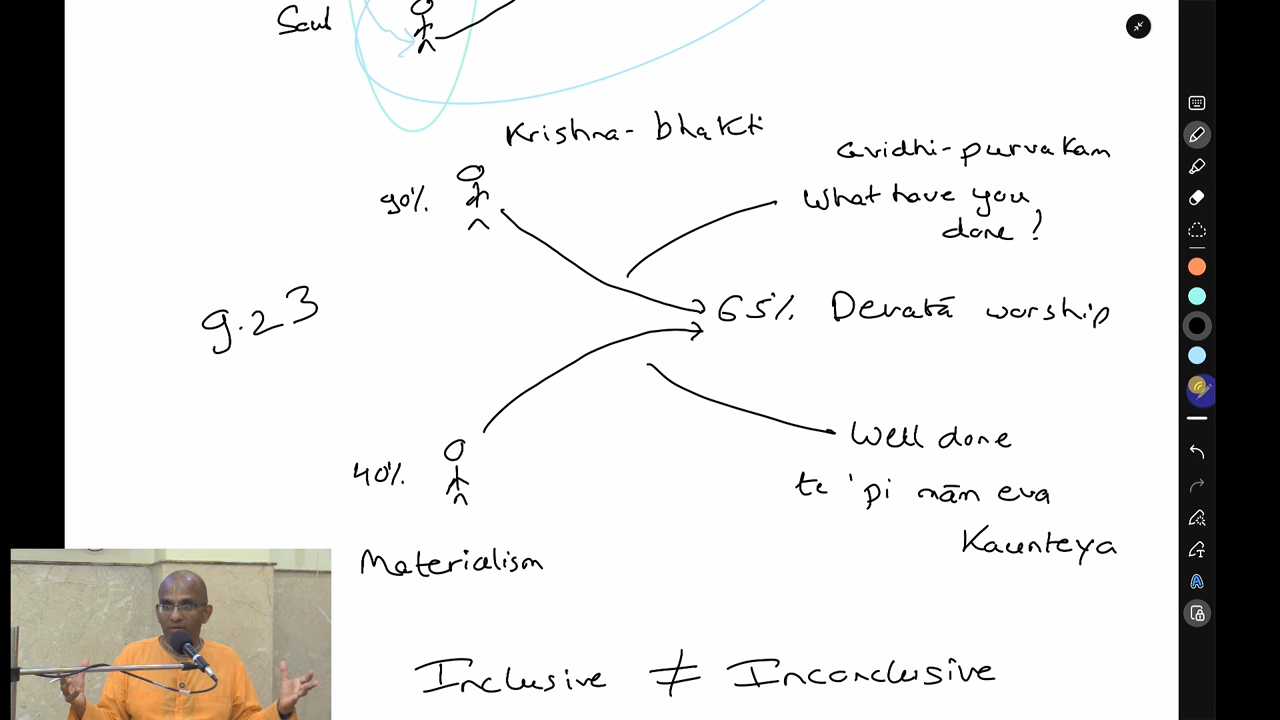 Soul
Krishna-bhakti
avidhi-purvakam
90%
What have you
done?
9.23
65% Devatā worship
Well done
40%
te 'pi mām eva
Kaunteya
Materialism
Inclusive ≠ Inconclusive